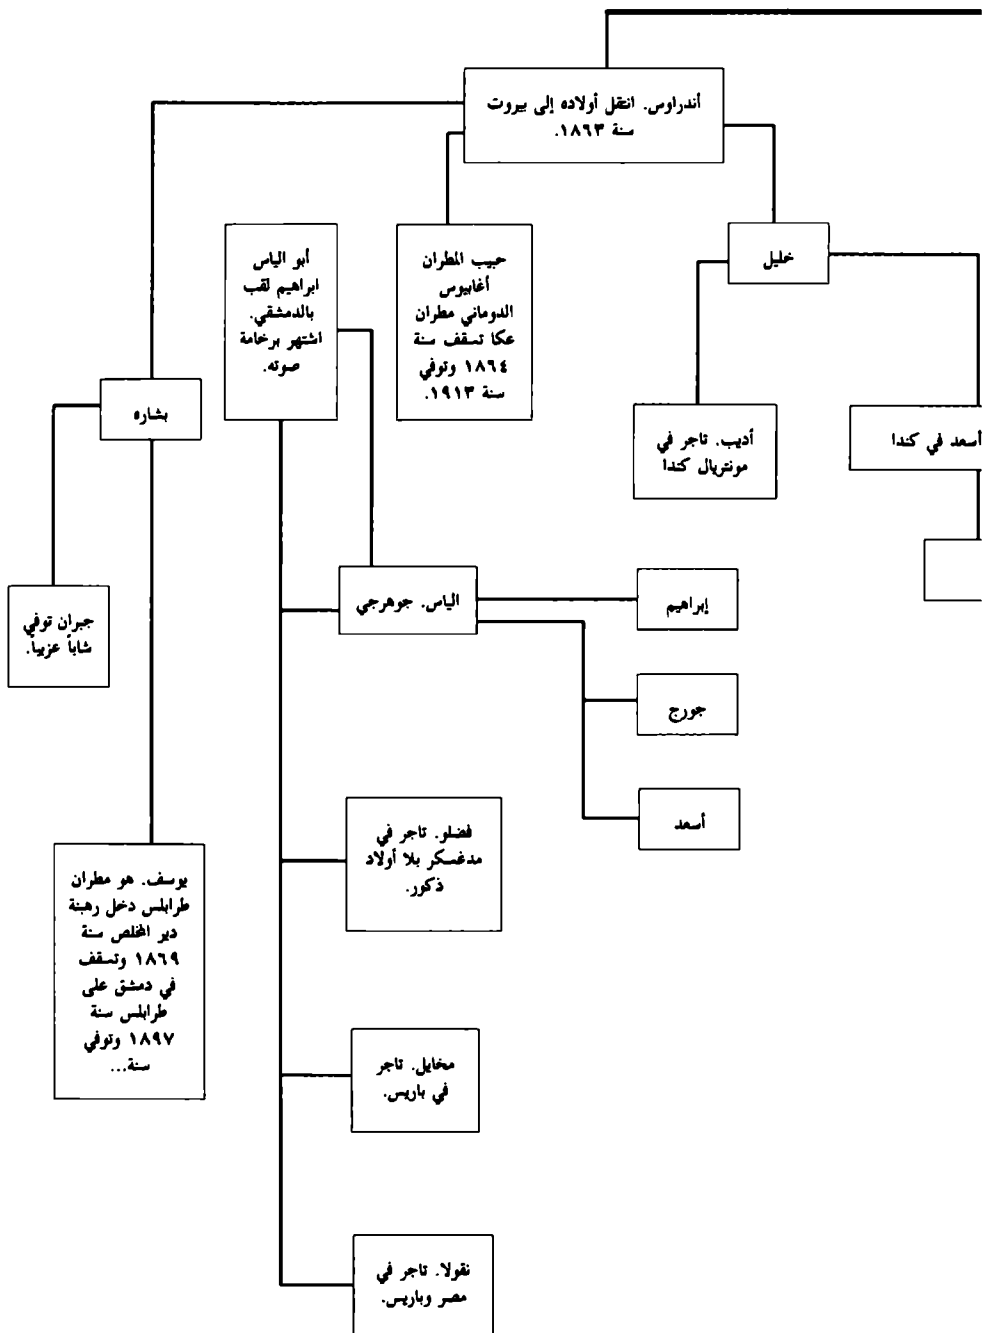 أندراوس. انتقل أولاده إلى بيروت
سنة ١٨٦٣.
خليل
حبيب المطران
أغابيوس
الدوماني مطران
عكا تسقف سنة
١٨٦٤ وتوفي
سنة ١٩١٣.
أبو الياس
ابراهيم لقب
بالدمشقي.
اشتهر برخامة
صوته.
بشاره
أسعد في كندا
أديب. تاجر في
مونتريال كندا
إبراهيم
الياس. جوهرجي
جبران توفي
شاباً عزبياً.
جورج
أسعد
فضلو. تاجر في
مدغسكر بلا أولاد
ذكور.
يوسف. هو مطران
طرابلس دخل رهبنة
دير المخلص سنة
١٨٦٩ وتسقف
في دمشق على
طرابلس سنة
١٨٩٧ وتوفي
سنة...
مخايل. تاجر
في باريس.
نقولا. تاجر في
مصر وباريس.